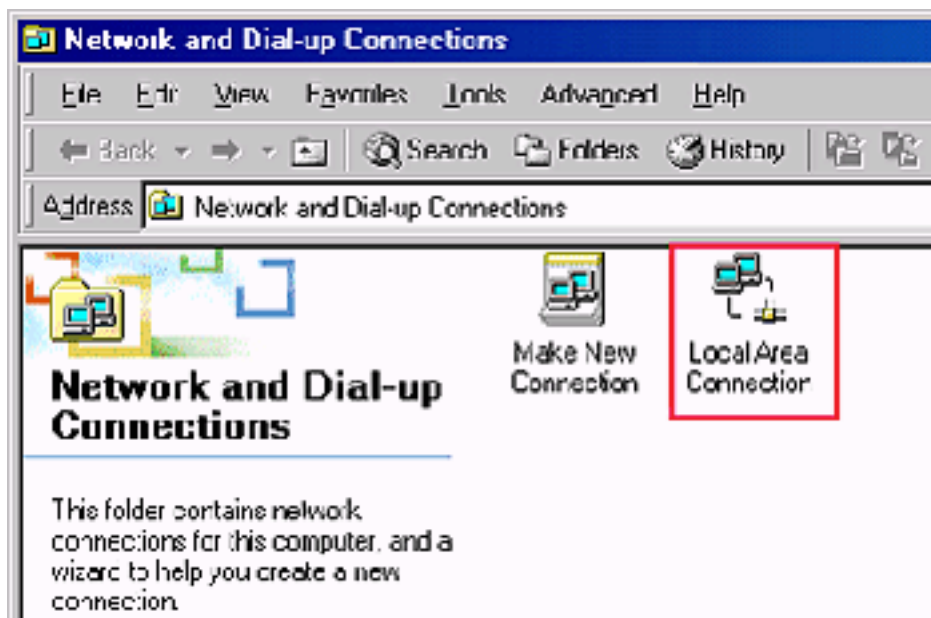 Network and Dial-up Connections
File Edit View Favorites Tools Advanced Help
Back Search Folders History
Address Network and Dial-up Connections
Make New
Connection
Local Area
Connection
Network and Dial-up
Connections
This folder contains network
connections for this computer, and a
wizard to help you create a new
connection.